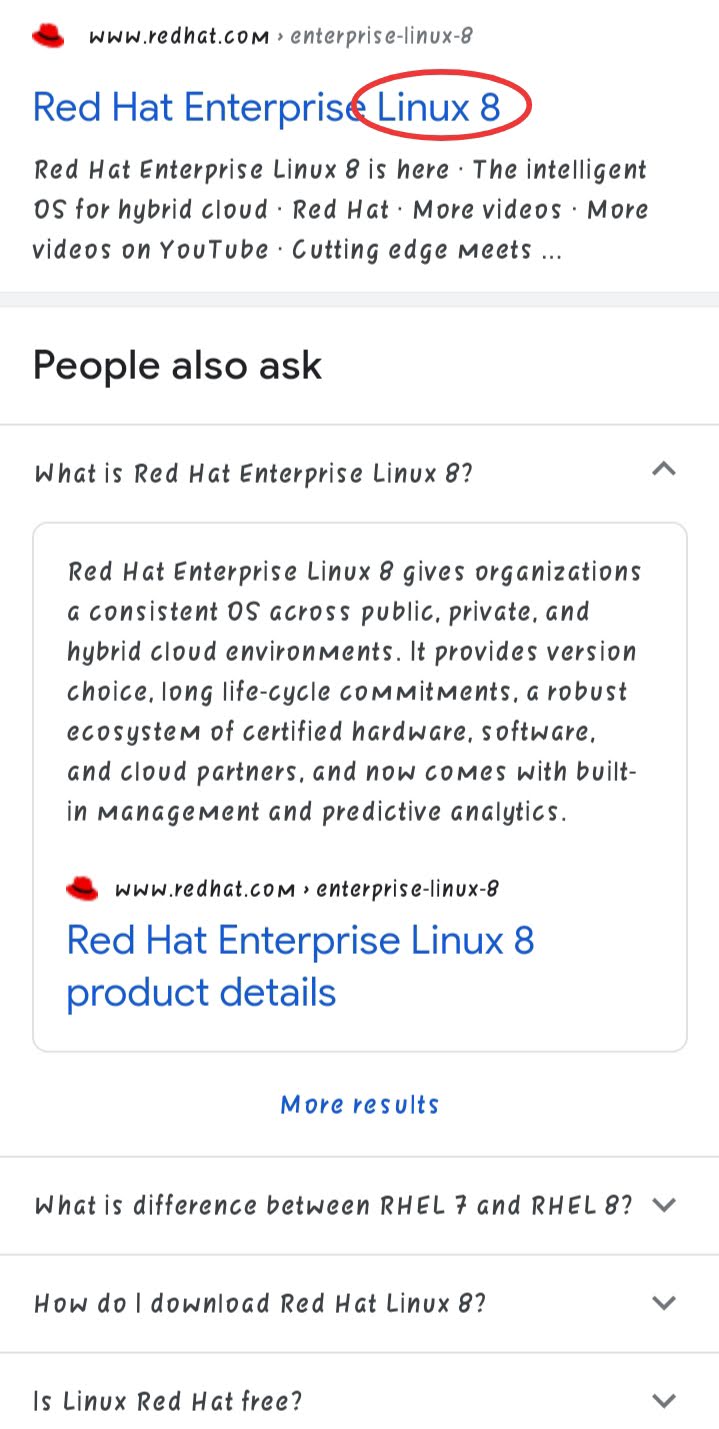 www.redhat.com › enterprise-linux-8
Red Hat Enterprise Linux 8
Red Hat Enterprise Linux 8 is here · The intelligent
OS for hybrid cloud · Red Hat · More videos · More
videos on YouTube · Cutting edge meets ...
People also ask
What is Red Hat Enterprise Linux 8?
Red Hat Enterprise Linux 8 gives organizations
a consistent OS across public, private, and
hybrid cloud environments. It provides version
choice, long life-cycle commitments, a robust
ecosystem of certified hardware, software,
and cloud partners, and now comes with built-
in management and predictive analytics.
www.redhat.com › enterprise-linux-8
Red Hat Enterprise Linux 8
product details
More results
What is difference between RHEL 7 and RHEL 8?
How do I download Red Hat Linux 8?
Is Linux Red Hat free?